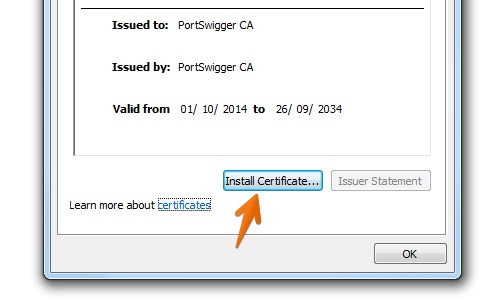 Issued to: PortSwigger CA
Issued by: PortSwigger CA
Valid from 01/ 10/ 2014 to 26/ 09/ 2034
Install Certificate... Issuer Statement
Learn more about certificates
OK